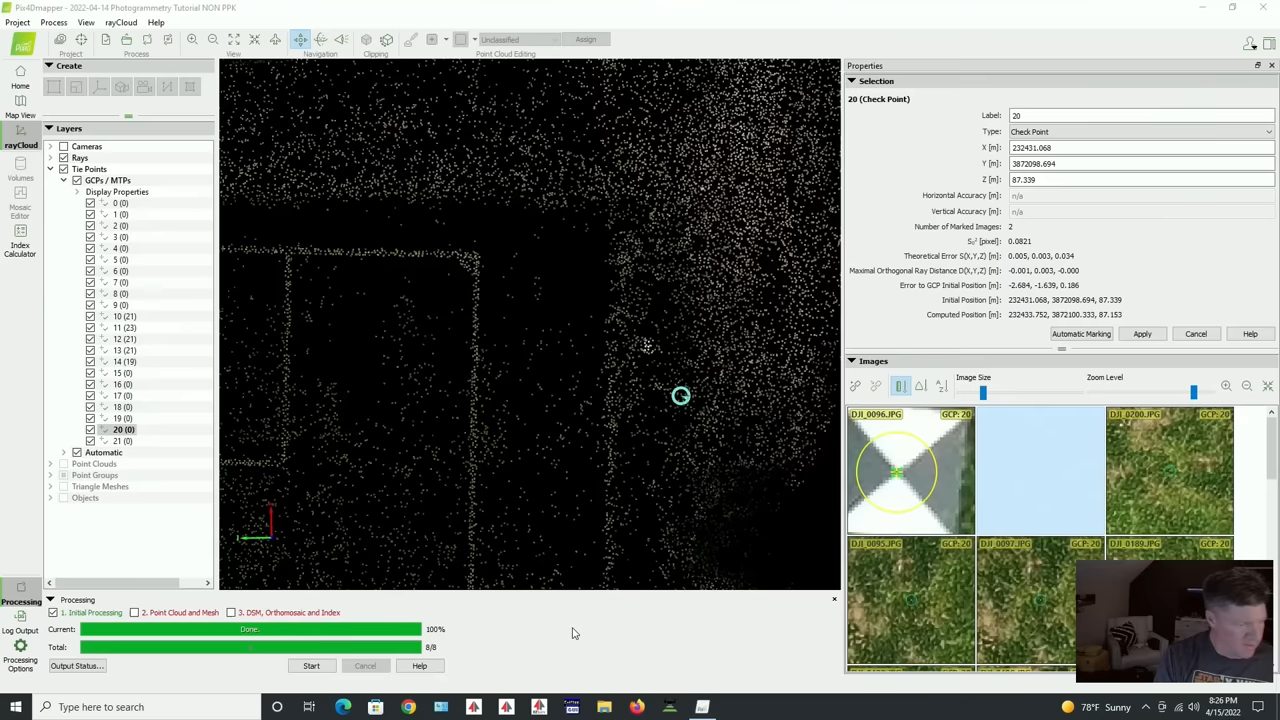 Pix4Dmapper - 2022-04-14 Photogrammetry Tutorial NON PPK
Project Process View rayCloud Help
Project
Process
View
Navigation
Clipping
Point Cloud Editing
Unclassified
Assign
Home
Map View
rayCloud
Volumes
Mosaic Editor
Index Calculator
Create
Layers
Cameras
Rays
Tie Points
GCPs / MTPs
Display Properties
0 (0)
1 (0)
2 (0)
3 (0)
4 (0)
5 (0)
6 (0)
7 (0)
8 (0)
9 (0)
10 (21)
11 (23)
12 (21)
13 (21)
14 (19)
15 (0)
16 (0)
17 (0)
18 (0)
19 (0)
20 (0)
21 (0)
Automatic
Point Clouds
Point Groups
Triangle Meshes
Objects
Properties
Selection
20 (Check Point)
Label: 20
Type: Check Point
X [m]: 232431.068
Y [m]: 3872098.694
Z [m]: 87.339
Horizontal Accuracy [m]: n/a
Vertical Accuracy [m]: n/a
Number of Marked Images: 2
S₀² [pixel]: 0.0821
Theoretical Error S(X,Y,Z) [m]: 0.005, 0.003, 0.034
Maximal Orthogonal Ray Distance D(X,Y,Z) [m]: -0.001, 0.003, -0.000
Error to GCP Initial Position [m]: -2.684, -1.639, 0.186
Initial Position [m]: 232431.068, 3872098.694, 87.339
Computed Position [m]: 232433.752, 3872100.333, 87.153
Automatic Marking Apply Cancel Help
Images
Image Size
Zoom Level
DJI_0096.JPG GCP: 20
DJI_0200.JPG GCP: 20
DJI_0095.JPG GCP: 20
DJI_0097.JPG GCP: 20
DJI_0189.JPG GCP: 20
Processing
Log Output
Processing Options
Processing
1. Initial Processing 2. Point Cloud and Mesh 3. DSM, Orthomosaic and Index
Current: Done. 100%
Total: 8/8
Output Status... Start Cancel Help
Type here to search
78°F Sunny
8:26 PM
4/15/2022